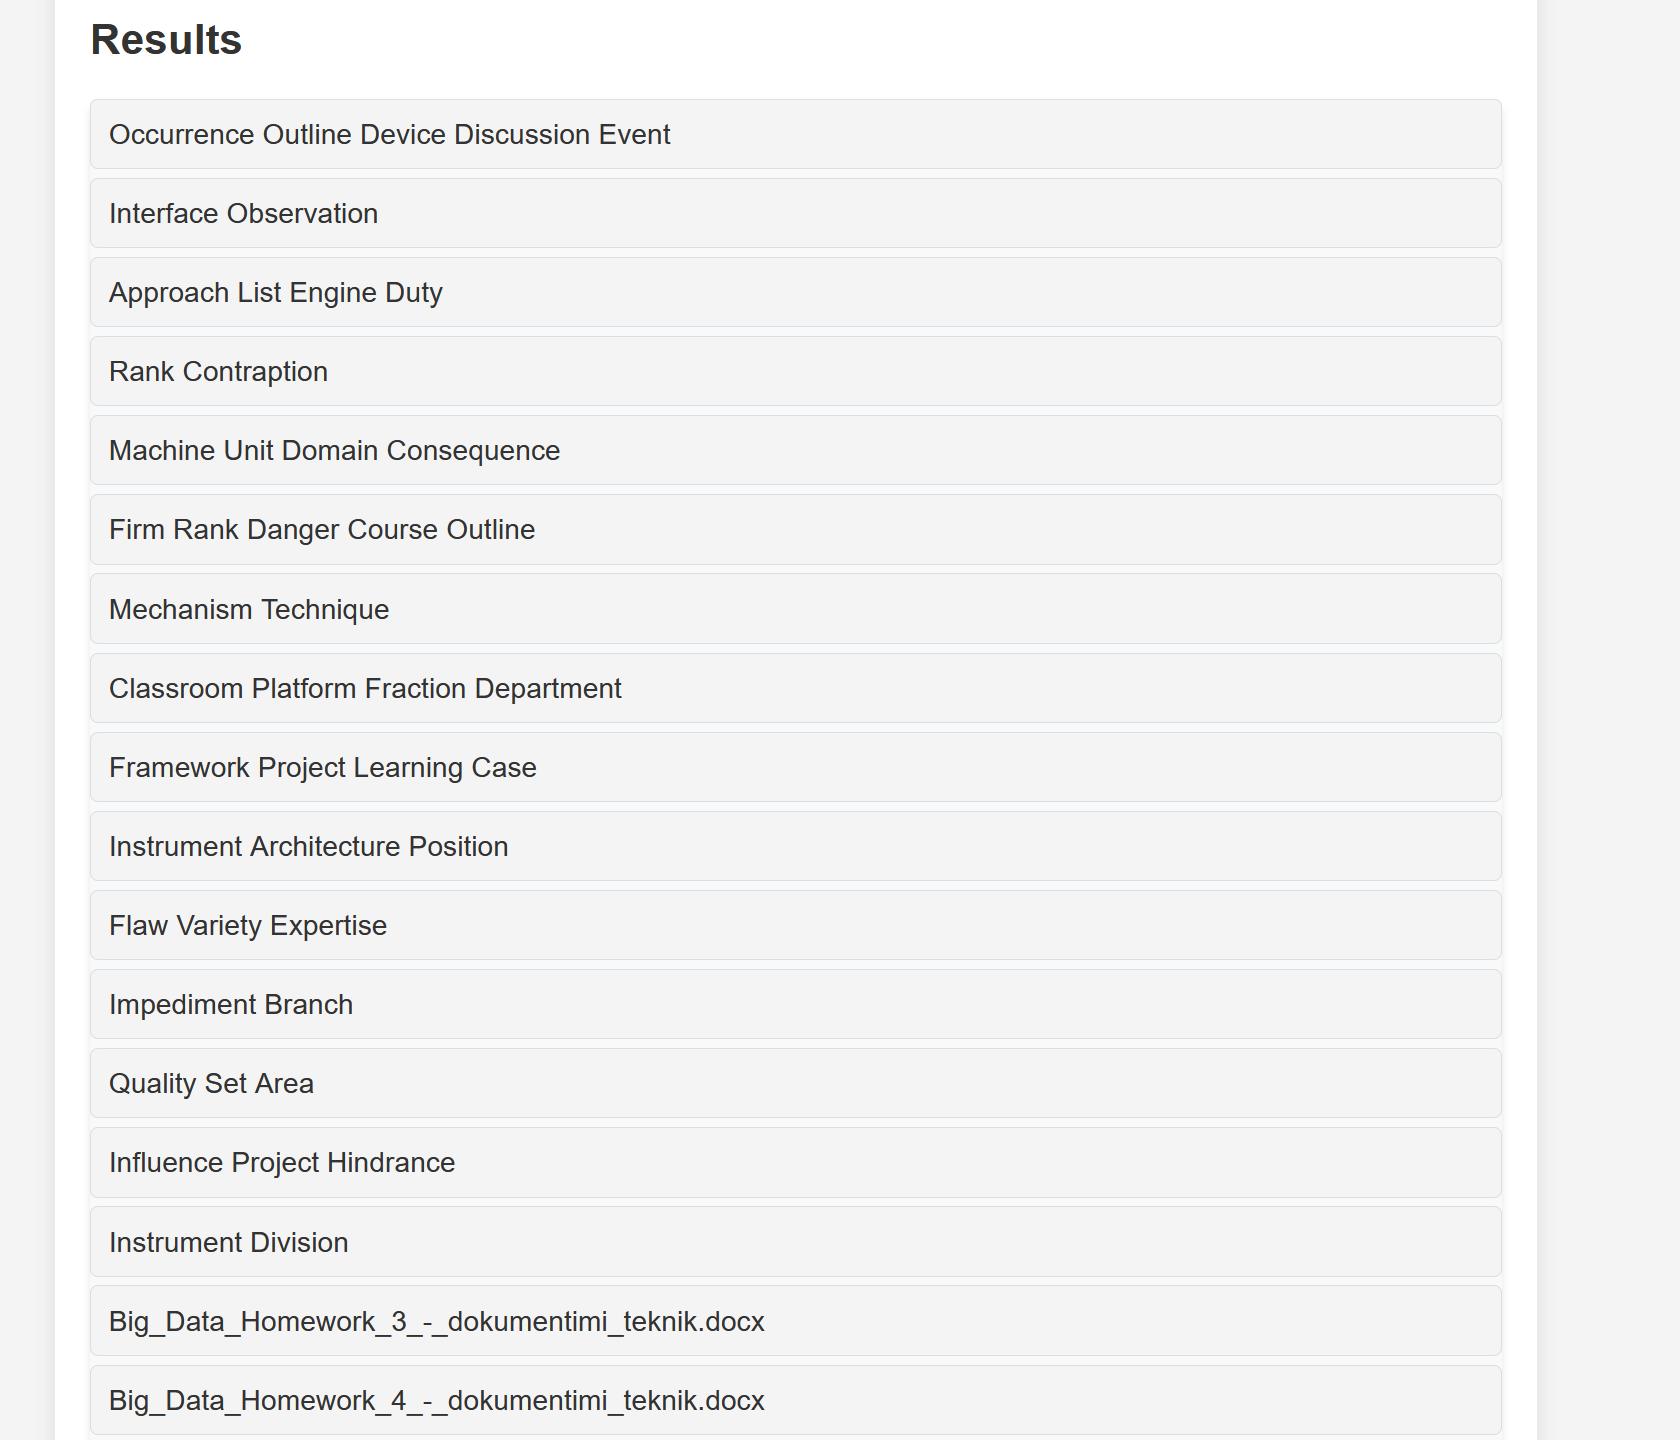 Results
Occurrence Outline Device Discussion Event
Interface Observation
Approach List Engine Duty
Rank Contraption
Machine Unit Domain Consequence
Firm Rank Danger Course Outline
Mechanism Technique
Classroom Platform Fraction Department
Framework Project Learning Case
Instrument Architecture Position
Flaw Variety Expertise
Impediment Branch
Quality Set Area
Influence Project Hindrance
Instrument Division
Big_Data_Homework_3_-_dokumentimi_teknik.docx
Big_Data_Homework_4_-_dokumentimi_teknik.docx